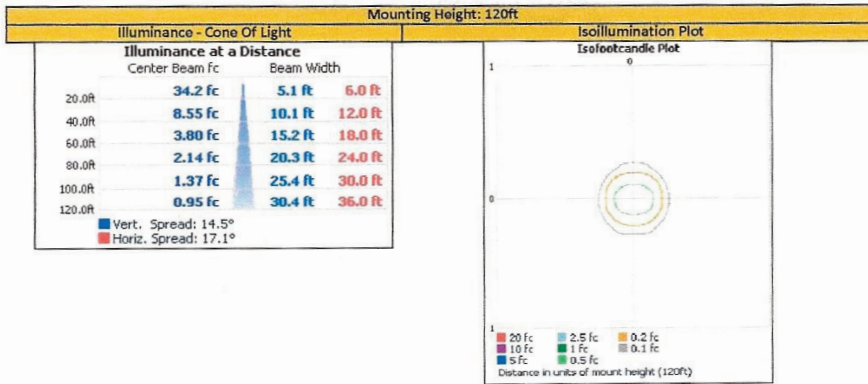 Mounting Height: 120ft
Illuminance - Cone Of Light
Isoillumination Plot
Illuminance at a Distance
Center Beam fc Beam Width
20.0ft 34.2 fc 5.1 ft 6.0 ft
40.0ft 8.55 fc 10.1 ft 12.0 ft
60.0ft 3.80 fc 15.2 ft 18.0 ft
80.0ft 2.14 fc 20.3 ft 24.0 ft
100.0ft 1.37 fc 25.4 ft 30.0 ft
120.0ft 0.95 fc 30.4 ft 36.0 ft
Vert. Spread: 14.5°
Horiz. Spread: 17.1°
Isofootcandle Plot
0
1
0
1
20 fc 2.5 fc 0.2 fc
10 fc 1 fc 0.1 fc
5 fc 0.5 fc
Distance in units of mount height (120ft)